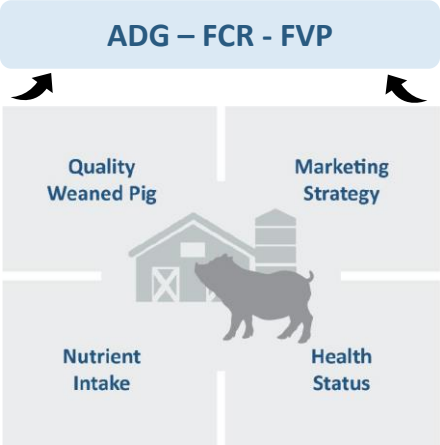 ADG – FCR - FVP
Quality
Weaned Pig
Marketing
Strategy
Nutrient
Intake
Health
Status